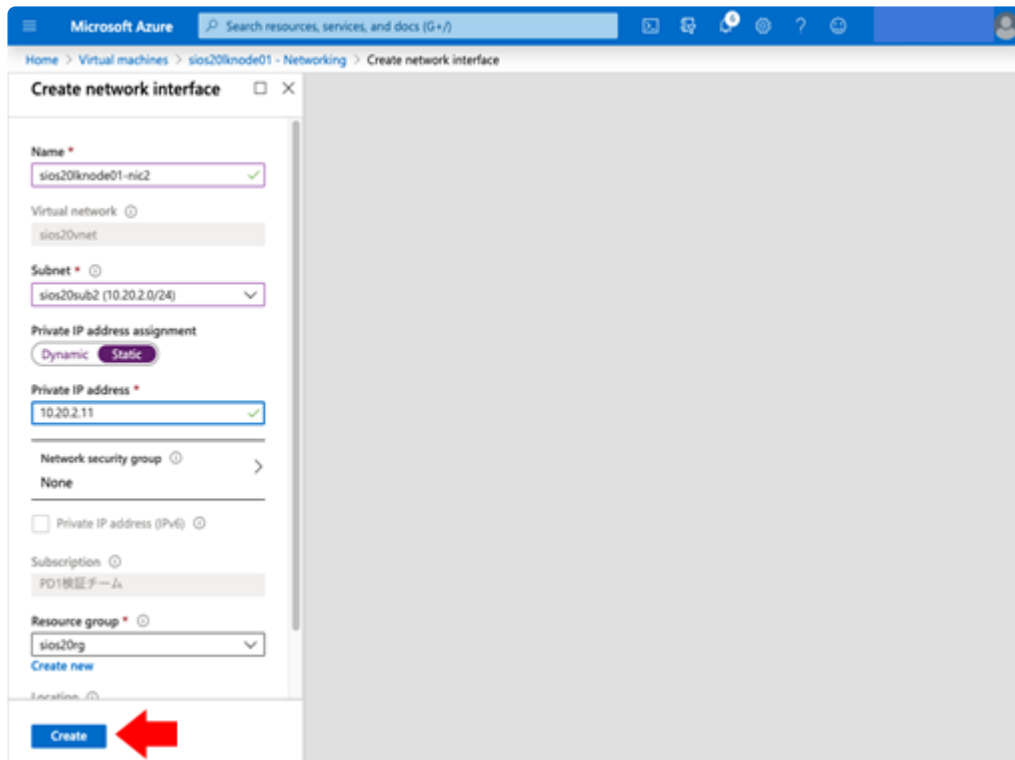 Microsoft Azure
Search resources, services, and docs (G+/)
6
Home > Virtual machines > sios20lknode01 - Networking > Create network interface
Create network interface
Name *
sios20lknode01-nic2
Virtual network
sios20vnet
Subnet *
sios20sub2 (10.20.2.0/24)
Private IP address assignment
Dynamic Static
Private IP address *
10.20.2.11
Network security group
None
Private IP address (IPv6)
Subscription
PD1検証チーム
Resource group *
sios20rg
Create new
Location
Create